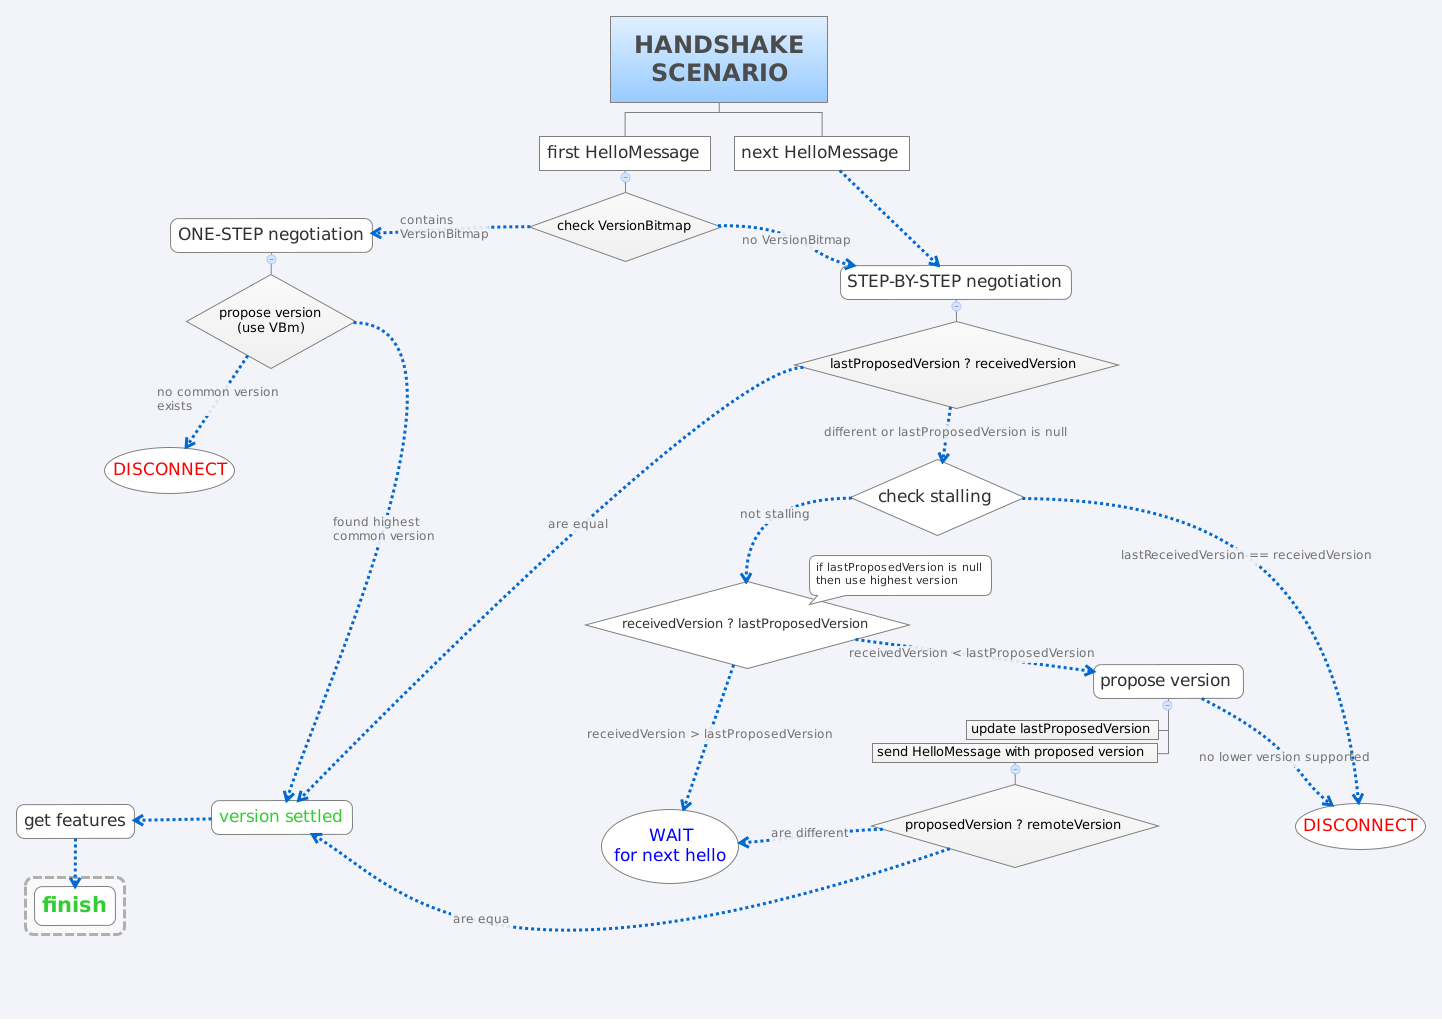 HANDSHAKE
SCENARIO
first HelloMessage
next HelloMessage
check VersionBitmap
contains
VersionBitmap
no VersionBitmap
ONE-STEP negotiation
STEP-BY-STEP negotiation
propose version
(use VBm)
lastProposedVersion ? receivedVersion
no common version
exists
different or lastProposedVersion is null
DISCONNECT
check stalling
not stalling
found highest
common version
are equal
lastReceivedVersion == receivedVersion
if lastProposedVersion is null
then use highest version
receivedVersion ? lastProposedVersion
receivedVersion < lastProposedVersion
propose version
update lastProposedVersion
receivedVersion > lastProposedVersion
send HelloMessage with proposed version
no lower version supported
get features
version settled
WAIT
for next hello
are different
proposedVersion ? remoteVersion
DISCONNECT
finish
are equa